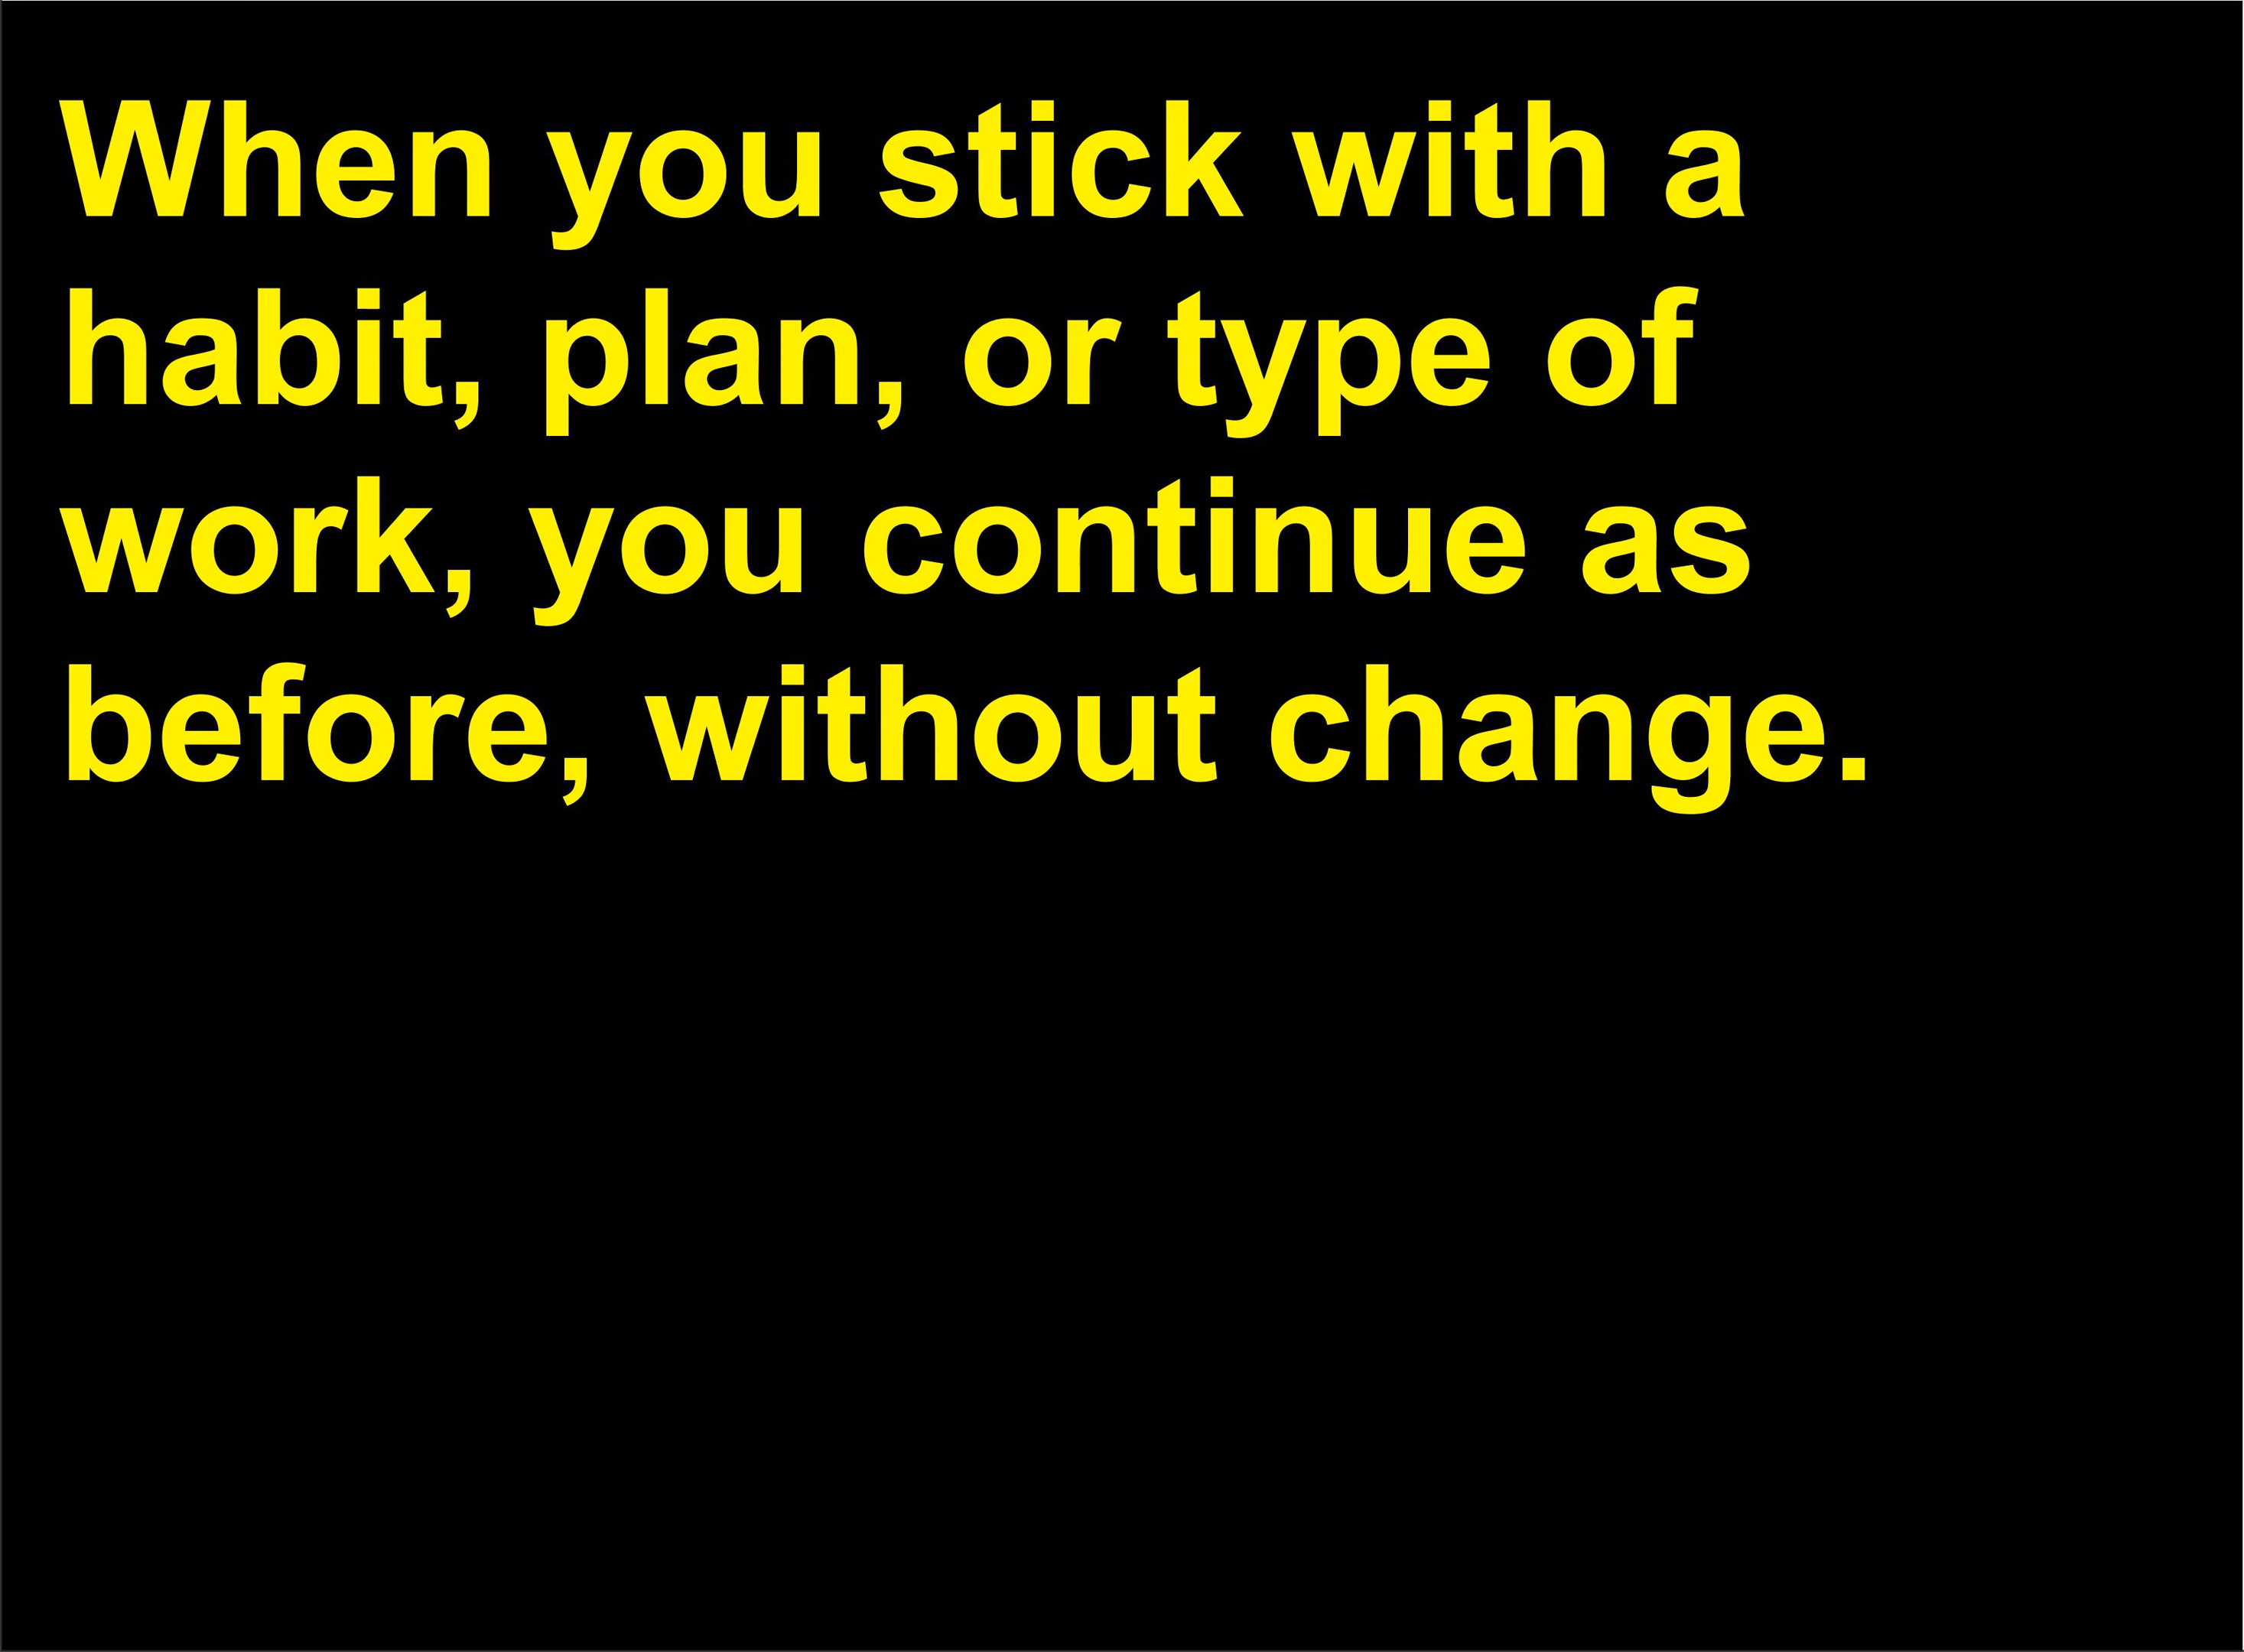 When you stick with a
habit, plan, or type of
work, you continue as
before, without change.